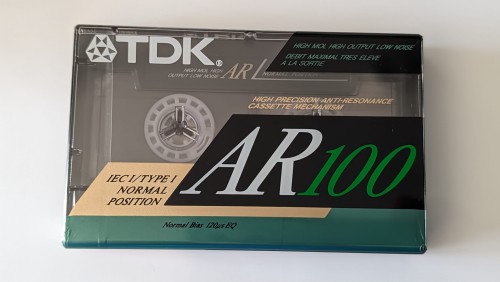 TDK
HIGH MOL, HIGH OUTPUT LOW NOISE
DEBIT MAXIMAL TRES ELEVE
A LA SORTIE
HIGH MOL HIGH
OUTPUT LOW NOISE
AR
HIGH PRECISION ANTI-RESONANCE
CASSETTE MECHANISM
IEC I/TYPE I
NORMAL
POSITION
AR100
Normal Bias 120µs EQ